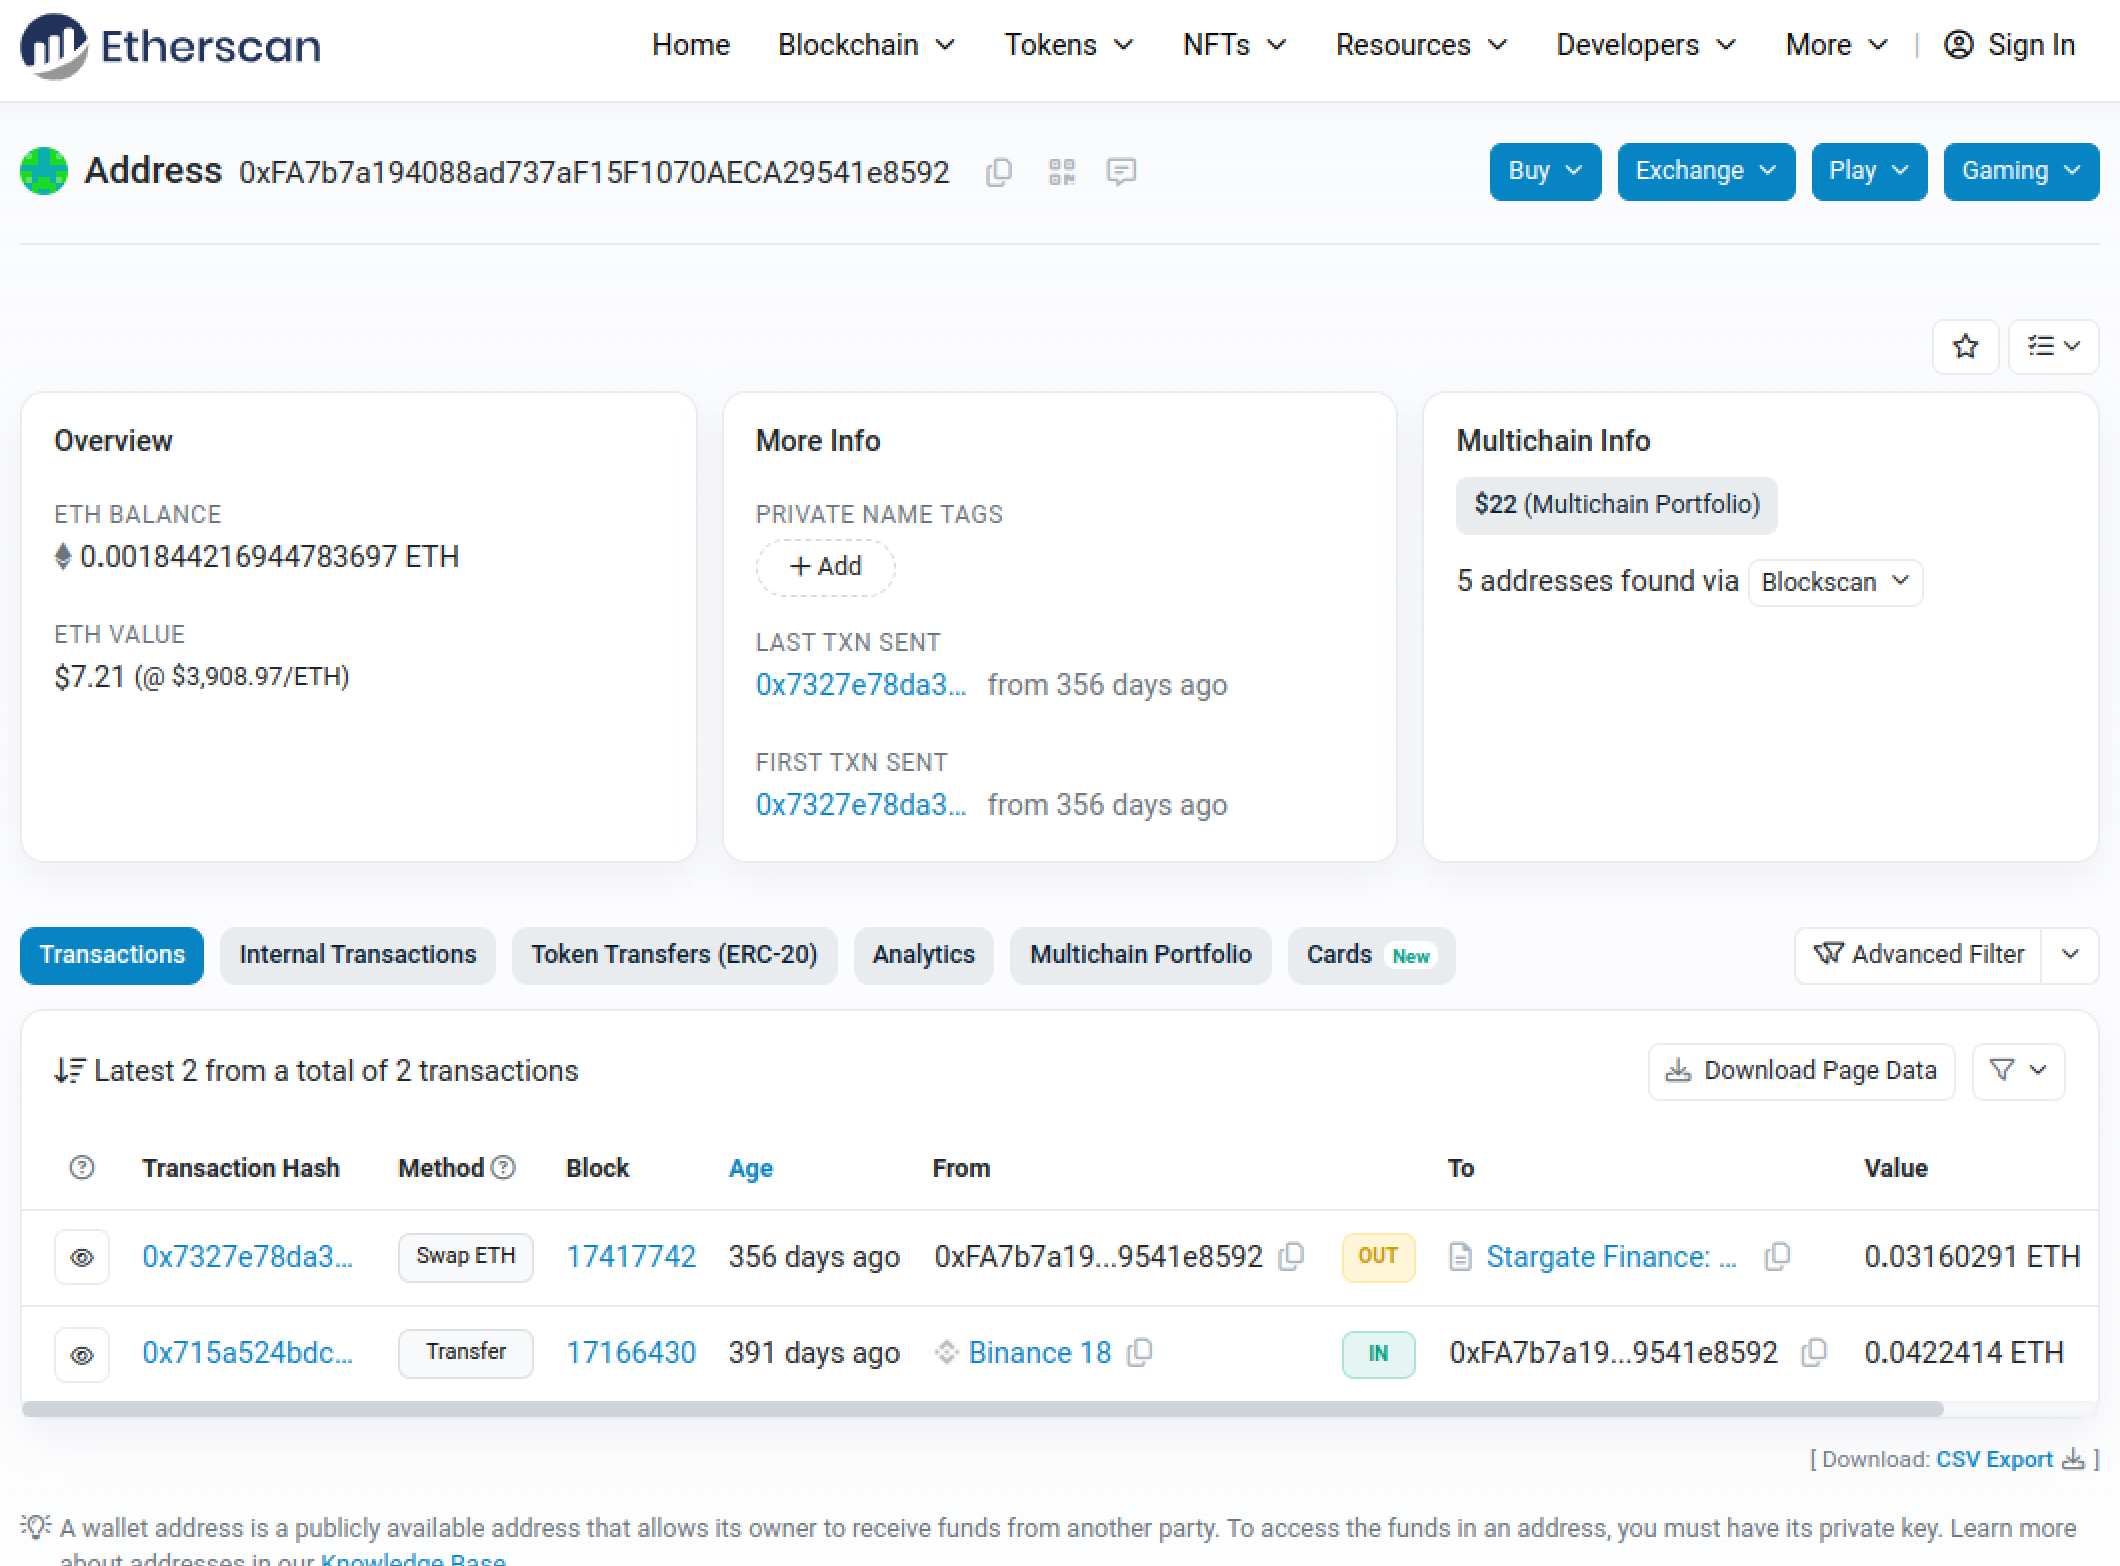 Etherscan
Home Blockchain Tokens NFTs Resources Developers More | Sign In
Address 0xFA7b7a194088ad737aF15F1070AECA29541e8592
Buy Exchange Play Gaming
Overview
ETH BALANCE
0.001844216944783697 ETH
ETH VALUE
$7.21 (@ $3,908.97/ETH)
More Info
PRIVATE NAME TAGS
+ Add
LAST TXN SENT
0x7327e78da3... from 356 days ago
FIRST TXN SENT
0x7327e78da3... from 356 days ago
Multichain Info
$22 (Multichain Portfolio)
5 addresses found via Blockscan
Transactions Internal Transactions Token Transfers (ERC-20) Analytics Multichain Portfolio Cards New
Advanced Filter
Latest 2 from a total of 2 transactions
Download Page Data
Transaction Hash Method Block Age From To Value
0x7327e78da3... Swap ETH 17417742 356 days ago 0xFA7b7a19...9541e8592 OUT Stargate Finance: ... 0.03160291 ETH
0x715a524bdc... Transfer 17166430 391 days ago Binance 18 IN 0xFA7b7a19...9541e8592 0.0422414 ETH
[ Download: CSV Export ]
A wallet address is a publicly available address that allows its owner to receive funds from another party. To access the funds in an address, you must have its private key. Learn more
about addresses in our Knowledge Base